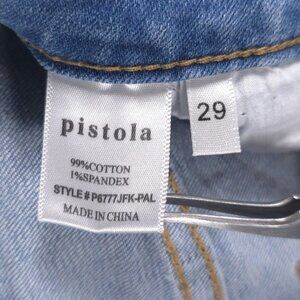 pistola
29
99%COTTON
1%SPANDEX
STYLE # P6777JFK-PAL
MADE IN CHINA